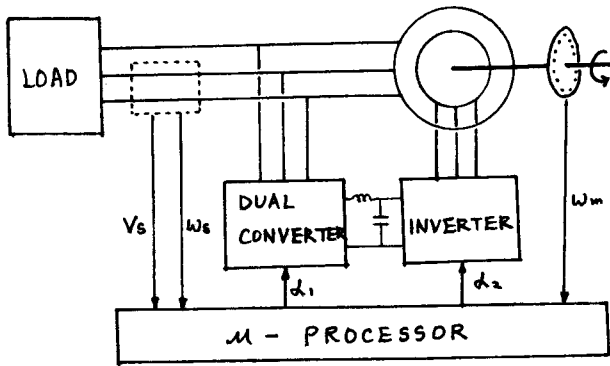 LOAD
Vs
ωs
DUAL
CONVERTER
INVERTER
ωm
α₁
α₂
μ - PROCESSOR